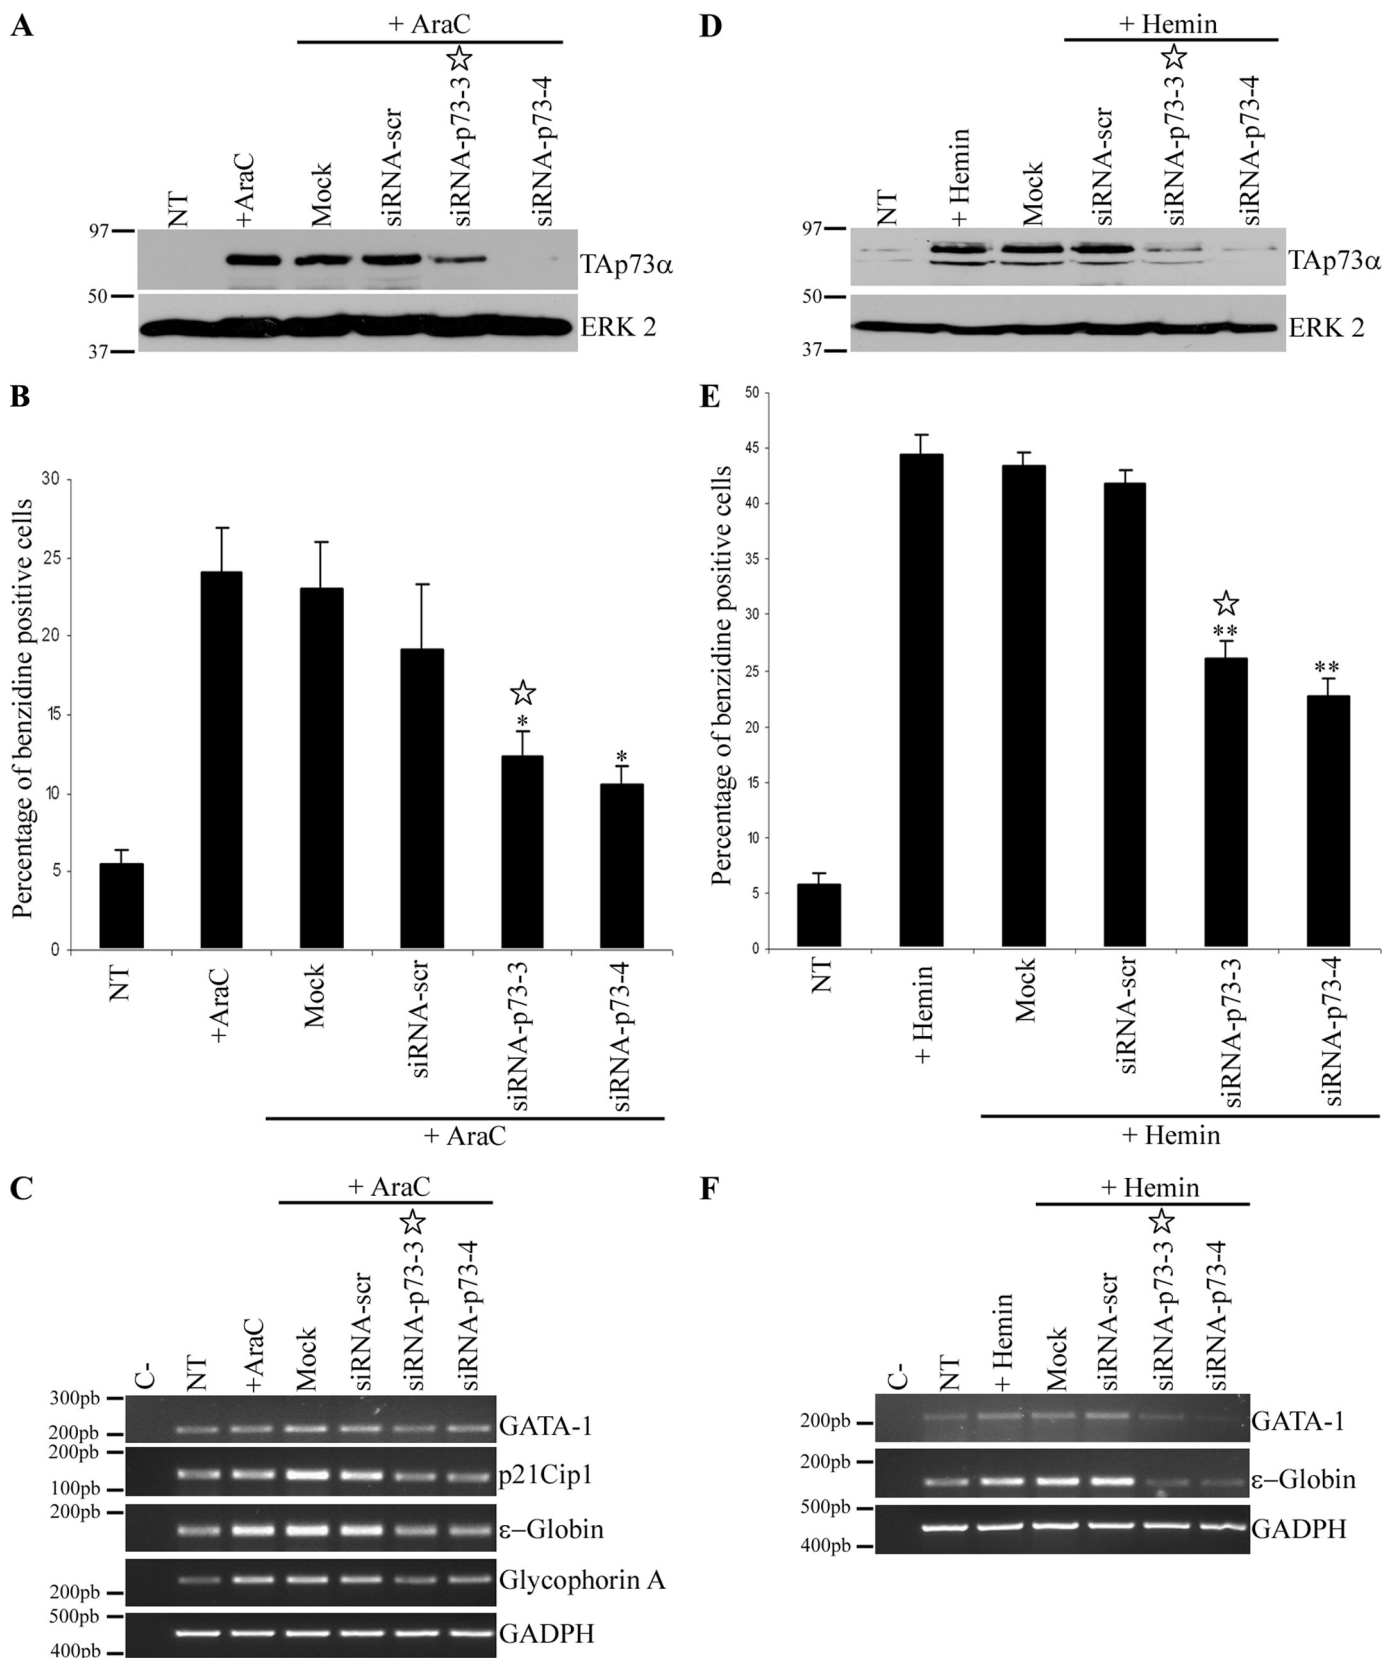 A
+ AraC
NT
+AraC
Mock
siRNA-scr
siRNA-p73-3☆
siRNA-p73-4
97
TAp73α
50
ERK 2
37
B
Percentage of benzidine positive cells
30
25
20
15
10
5
0
☆
*
*
NT
+AraC
Mock
siRNA-scr
siRNA-p73-3
siRNA-p73-4
+ AraC
C
+ AraC
C-
NT
+AraC
Mock
siRNA-scr
siRNA-p73-3☆
siRNA-p73-4
300pb
GATA-1
200pb
200pb
p21Cip1
100pb
200pb
ε−Globin
Glycophorin A
200pb
500pb
GADPH
400pb
D
+ Hemin
NT
+ Hemin
Mock
siRNA-scr
siRNA-p73-3☆
siRNA-p73-4
97
TAp73α
50
ERK 2
37
E
Percentage of benzidine positive cells
50
45
40
35
30
25
20
15
10
5
0
☆
**
**
NT
+ Hemin
Mock
siRNA-scr
siRNA-p73-3
siRNA-p73-4
+ Hemin
F
+ Hemin
C-
NT
+ Hemin
Mock
siRNA-scr
siRNA-p73-3☆
siRNA-p73-4
200pb
GATA-1
200pb
ε−Globin
500pb
GADPH
400pb